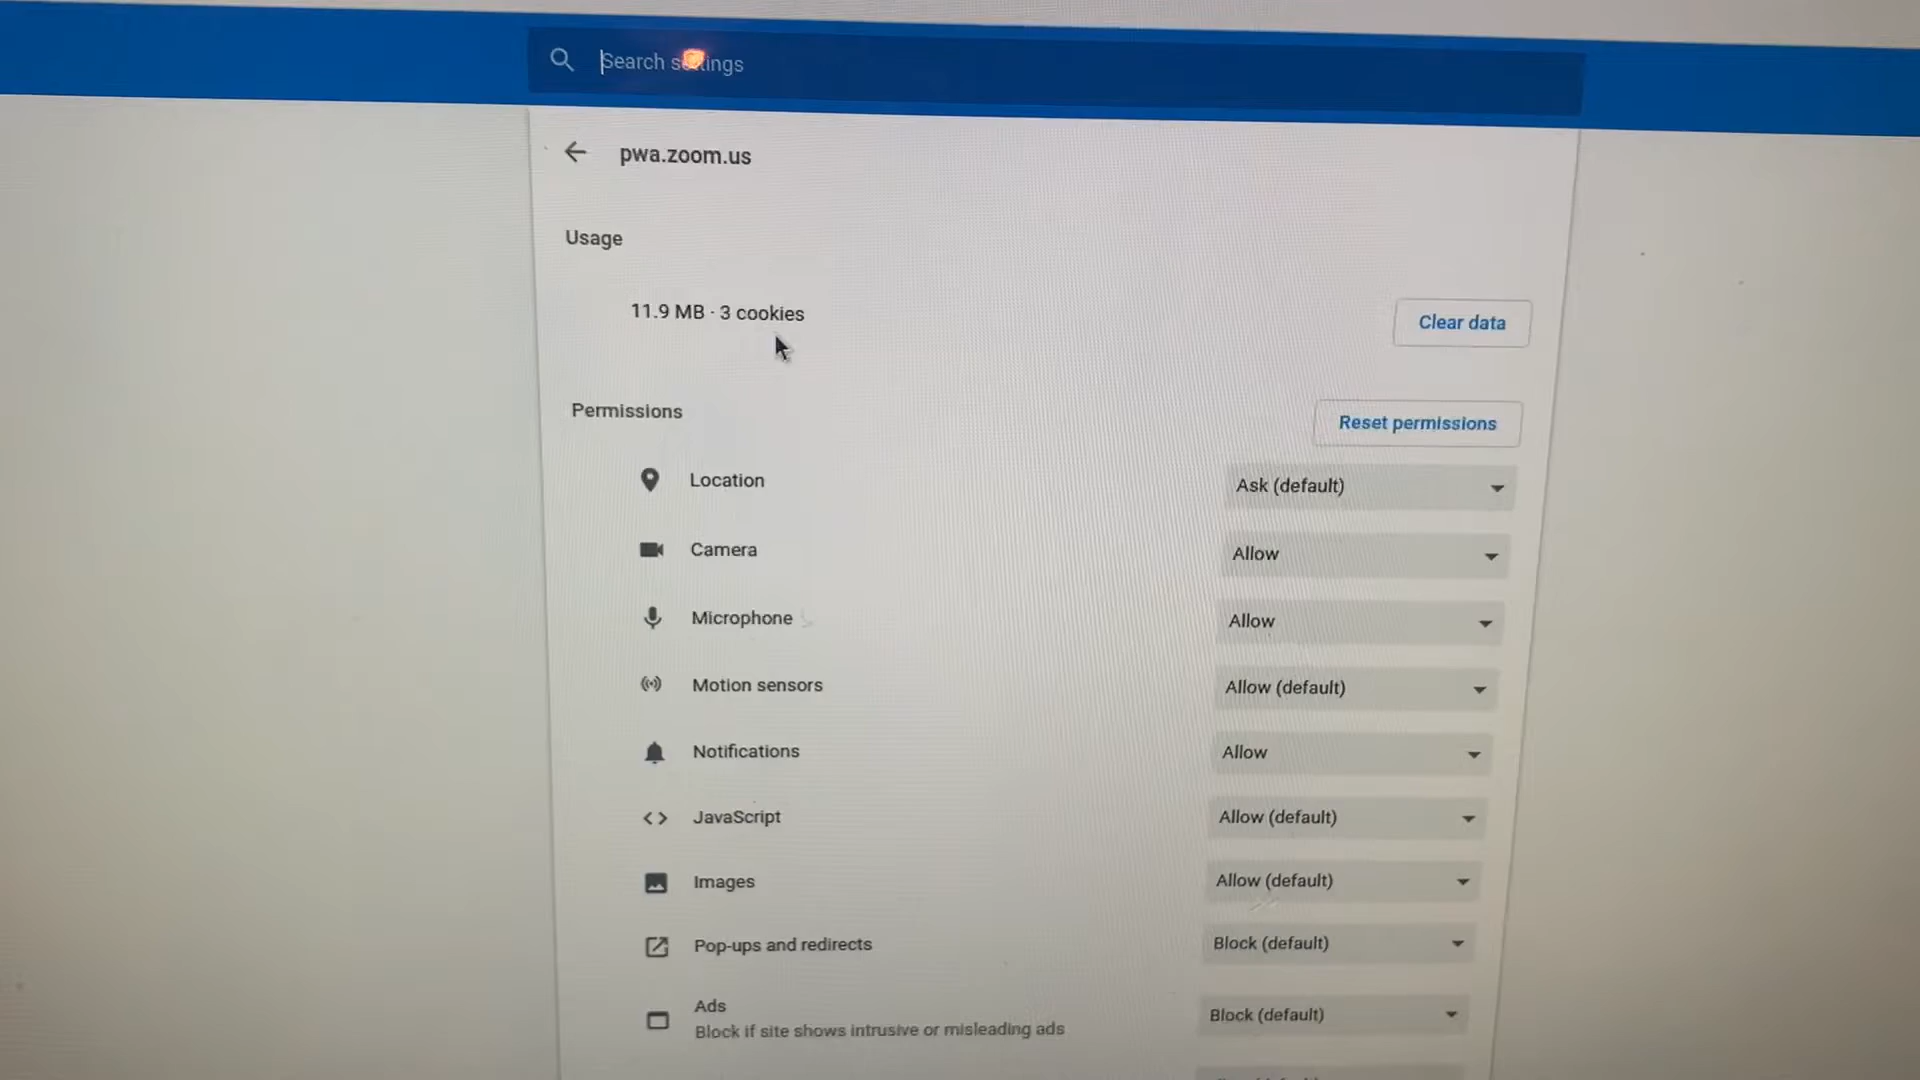 Search settings
pwa.zoom.us
Usage
11.9 MB · 3 cookies
Clear data
Permissions
Reset permissions
Location
Ask (default)
Camera
Allow
Microphone
Allow
Motion sensors
Allow (default)
Notifications
Allow
JavaScript
Allow (default)
Images
Allow (default)
Pop-ups and redirects
Block (default)
Ads
Block if site shows intrusive or misleading ads
Block (default)